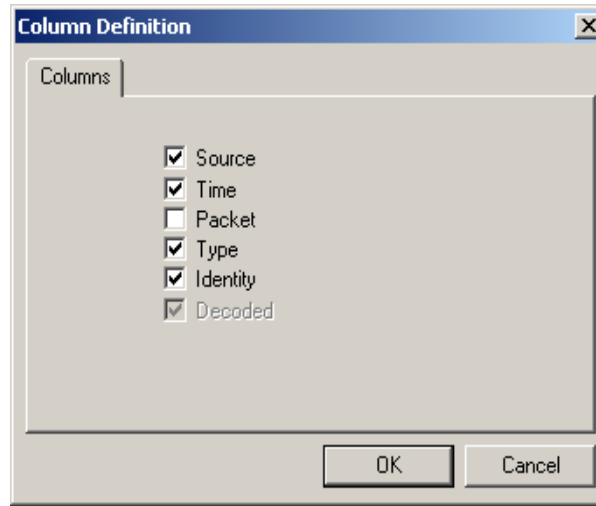 Column Definition
Columns
Source
Time
Packet
Type
Identity
Decoded
OK Cancel